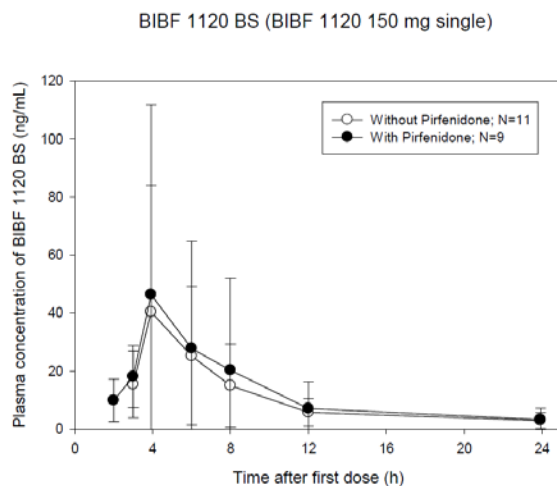 BIBF 1120 BS (BIBF 1120 150 mg single)
120
100
80
60
40
20
0
Plasma concentration of BIBF 1120 BS (ng/mL)
Without Pirfenidone; N=11
With Pirfenidone; N=9
0 4 8 12 16 20 24
Time after first dose (h)